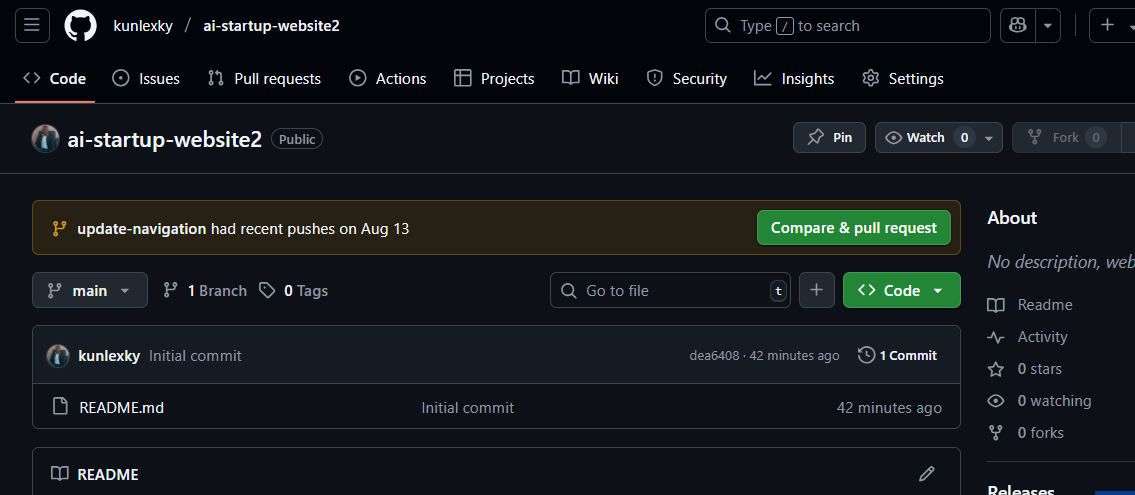 kunlexky / ai-startup-website2
Type / to search
Code Issues Pull requests Actions Projects Wiki Security Insights Settings
ai-startup-website2 Public
Pin Watch 0 Fork 0
update-navigation had recent pushes on Aug 13 Compare & pull request
main 1 Branch 0 Tags Go to file t + Code
kunlexky Initial commit dea6408 · 42 minutes ago 1 Commit
README.md Initial commit 42 minutes ago
README
About
No description, web
Readme
Activity
0 stars
0 watching
0 forks
Releases